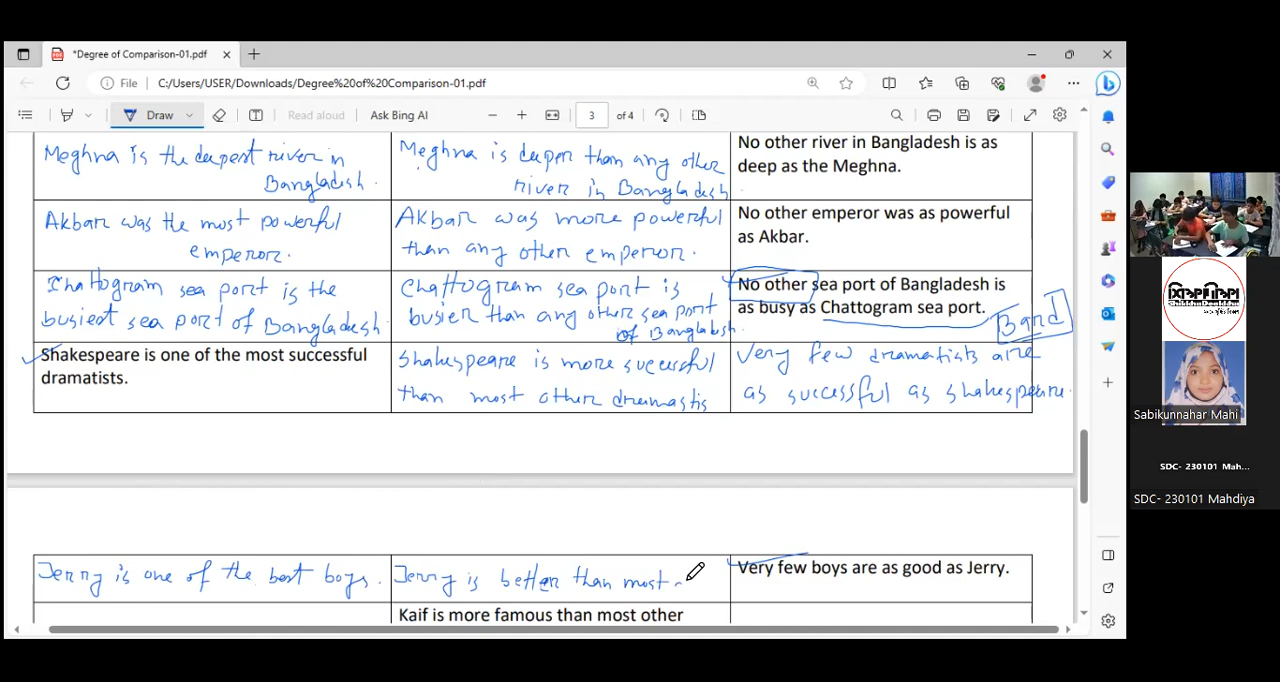 *Degree of Comparison-01.pdf
File
C:/Users/USER/Downloads/Degree%20of%20Comparison-01.pdf
Draw
Read aloud
Ask Bing AI
3 of 4
Meghna is the deepest river in Bangladesh.
Meghna is deeper than any other river in Bangladesh
No other river in Bangladesh is as
deep as the Meghna.
Akbar was the most powerful
emperor.
Akbar was more powerful
than any other emperor.
No other emperor was as powerful
as Akbar.
Chattogram sea port is the
busiest sea port of Bangladesh
Chattogram sea port is
busier than any other sea port
of Bangladesh.
No other sea port of Bangladesh is
as busy as Chattogram sea port.
Band
Shakespeare is one of the most successful
dramatists.
Shakespeare is more sucessful
than most other dramastis
Very few dramatists are
as successful as Shakespeare.
Jerry is one of the best boys.
Jerry is better than most
Very few boys are as good as Jerry.
Kaif is more famous than most other
Sabikunnahar Mahi
SDC- 230101 Mah...
SDC- 230101 Mahdiya